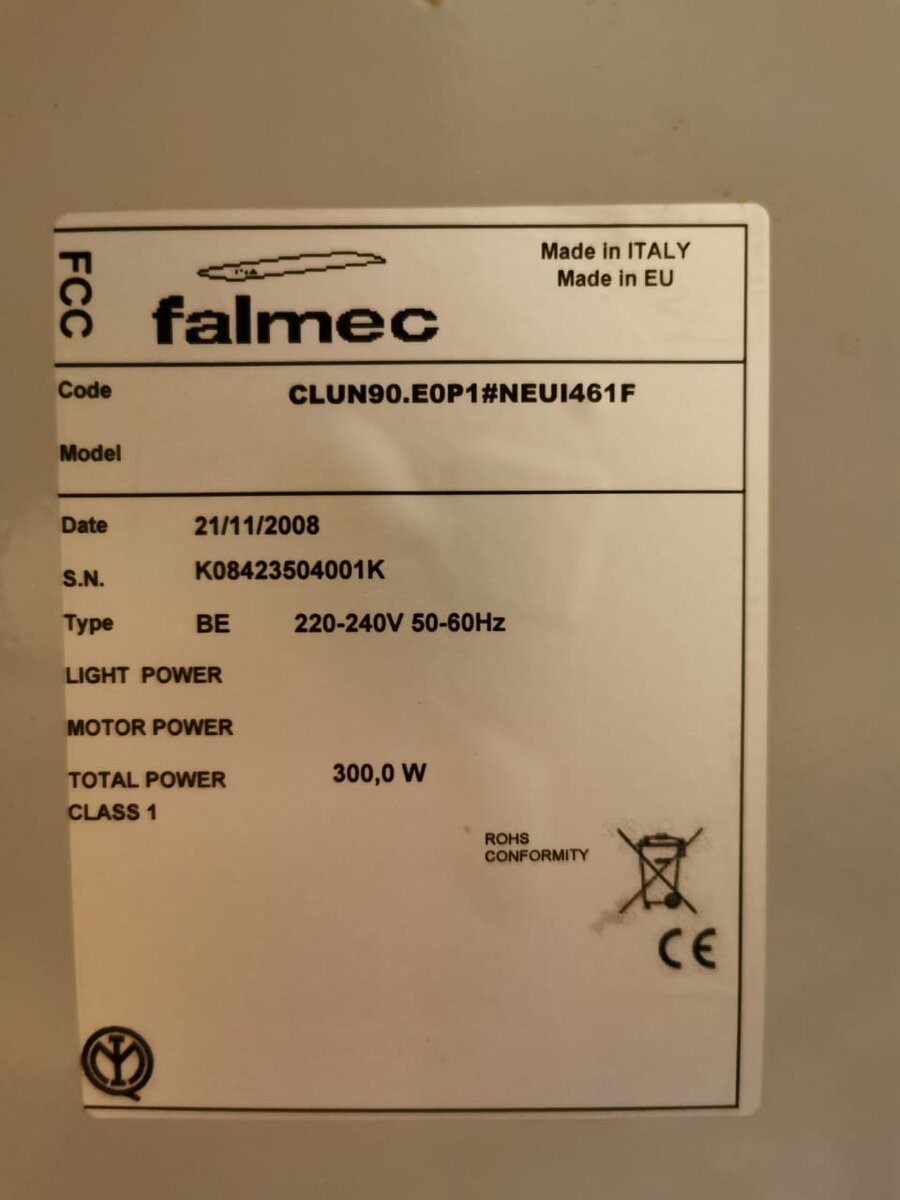 FCC
falmec
Made in ITALY
Made in EU
Code CLUN90.E0P1#NEUI461F
Model
Date 21/11/2008
S.N. K08423504001K
Type BE 220-240V 50-60Hz
LIGHT POWER
MOTOR POWER
TOTAL POWER 300,0 W
CLASS 1
ROHS
CONFORMITY
CE